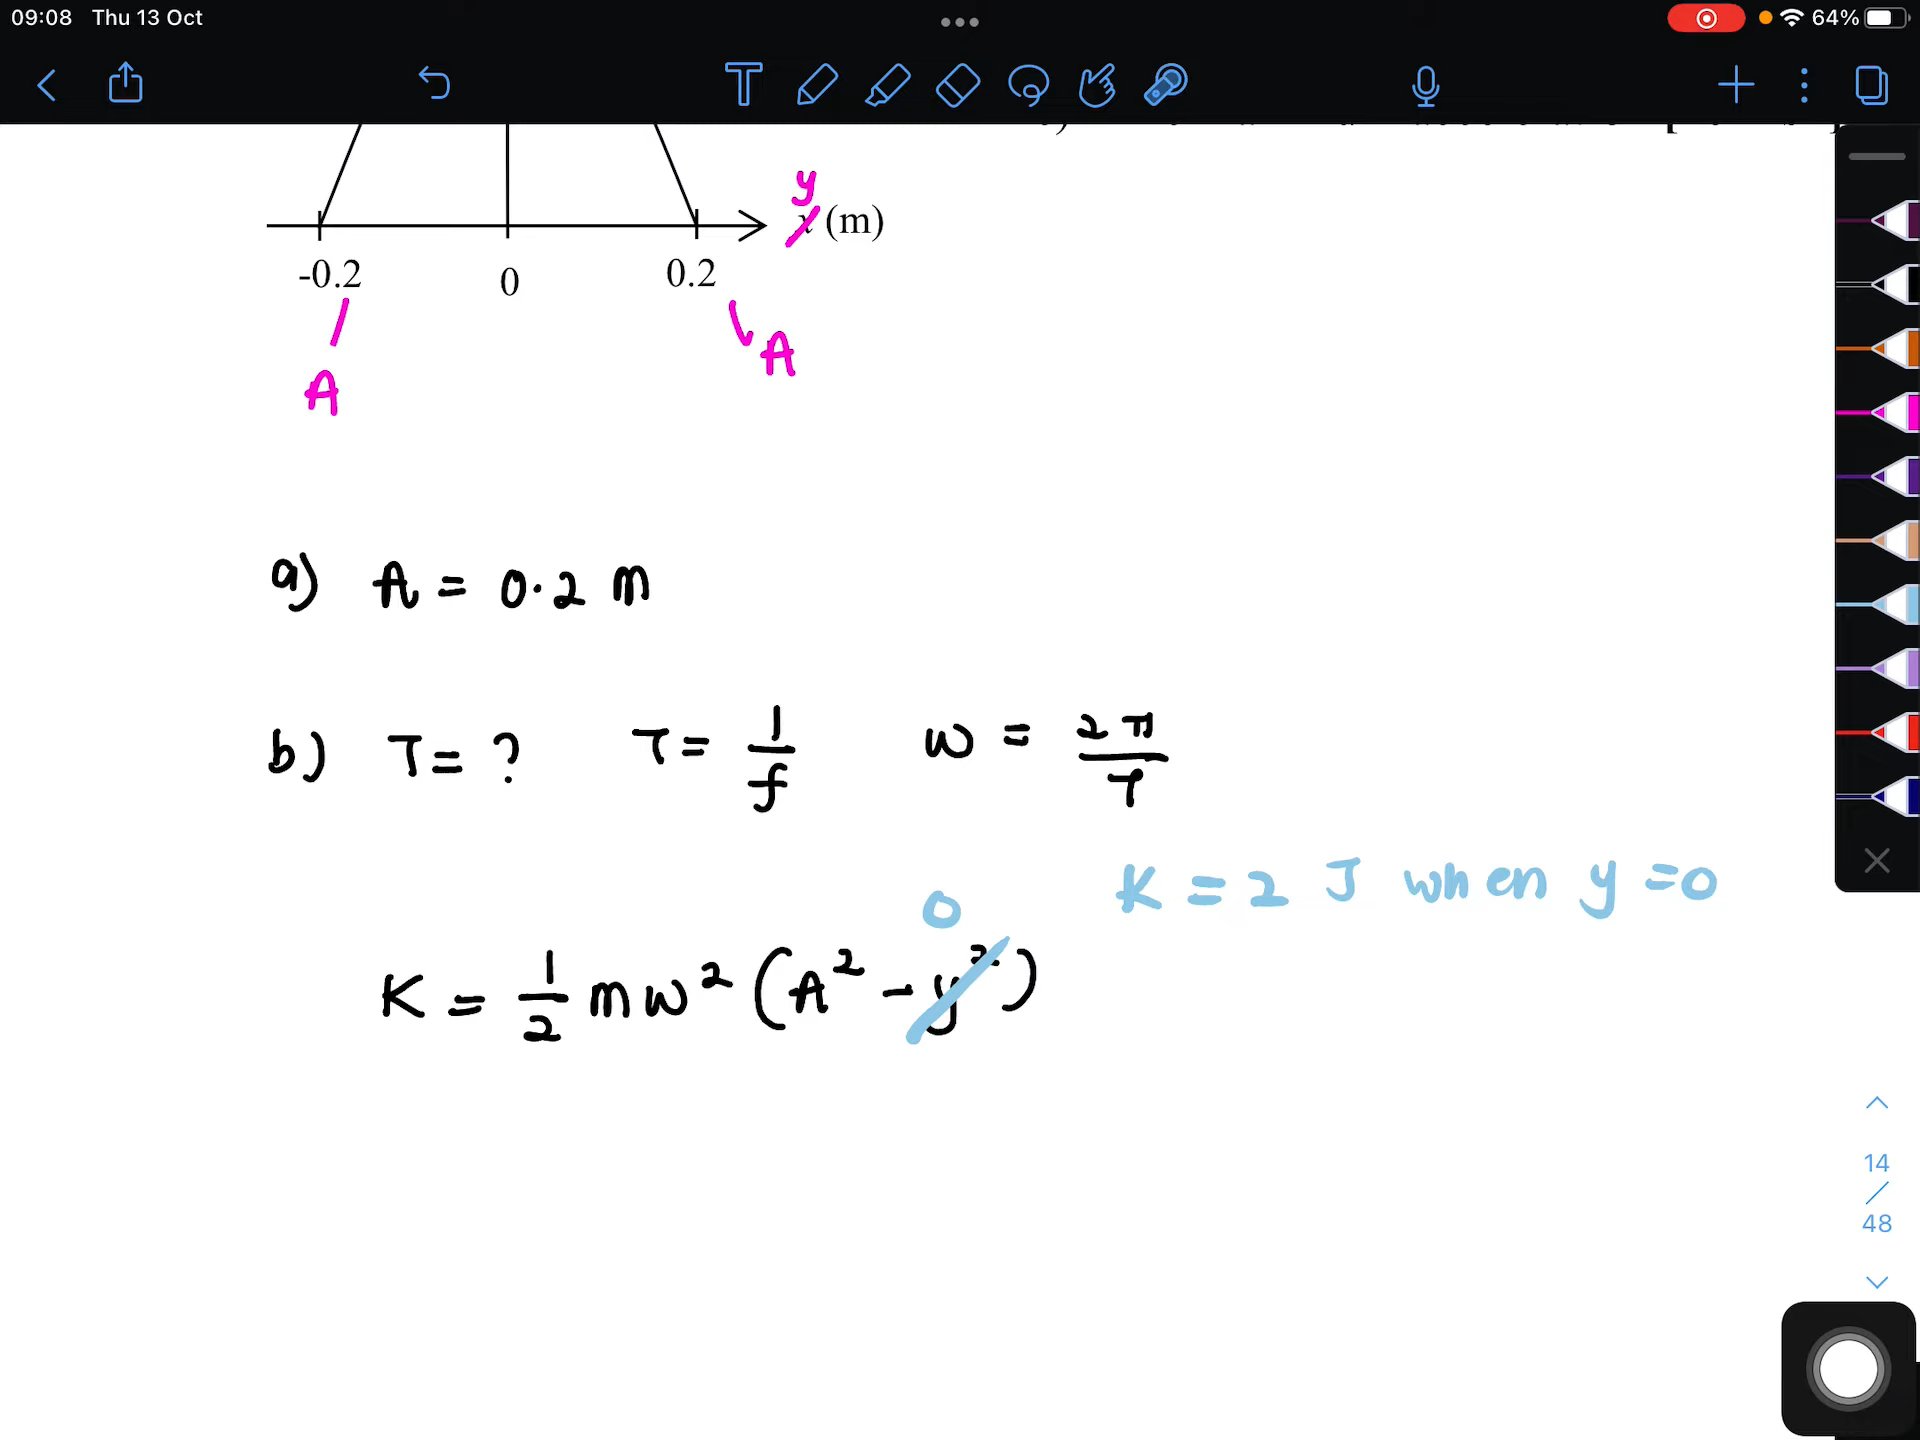 09:08 Thu 13 Oct
64%
y
x (m)
-0.2 0 0.2
A A
a) A = 0.2 m
b) T = ? T = 1/f ω = 2π/T
K = 2 J when y = 0
0
K = 1/2 mω² (A² - y²)
14
/
48